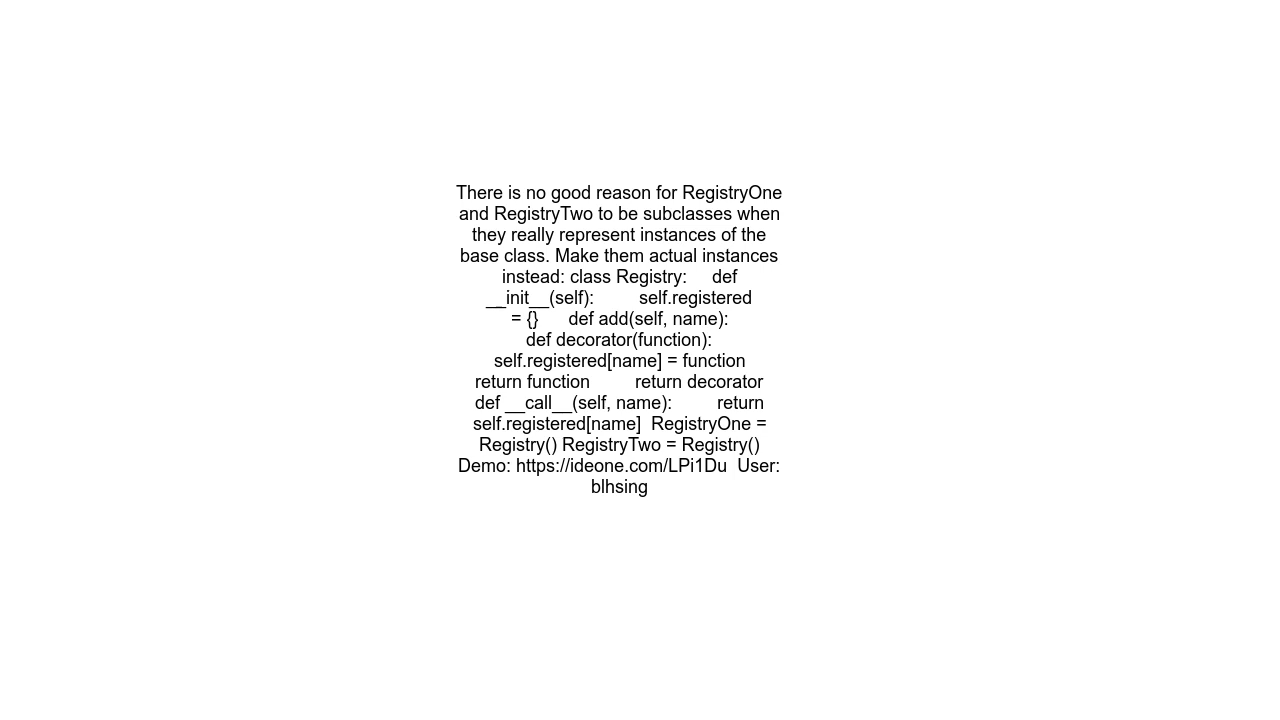 There is no good reason for RegistryOne
and RegistryTwo to be subclasses when
they really represent instances of the
base class. Make them actual instances
instead: class Registry:     def
__init__(self):         self.registered
= {}      def add(self, name):
def decorator(function):
self.registered[name] = function
return function         return decorator
def __call__(self, name):         return
self.registered[name]  RegistryOne =
Registry() RegistryTwo = Registry()
Demo: https://ideone.com/LPi1Du  User:
blhsing